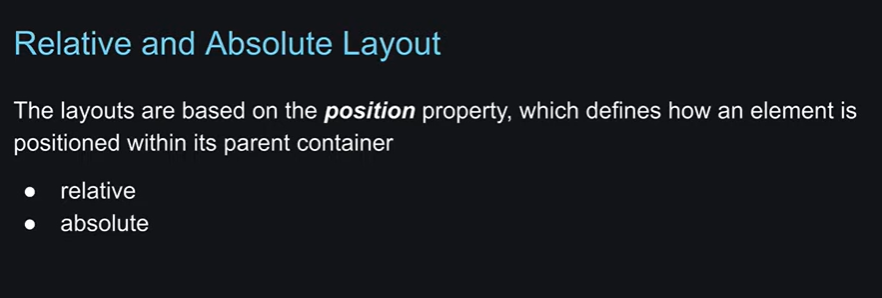 Relative and Absolute Layout
The layouts are based on the position property, which defines how an element is
positioned within its parent container
● relative
● absolute